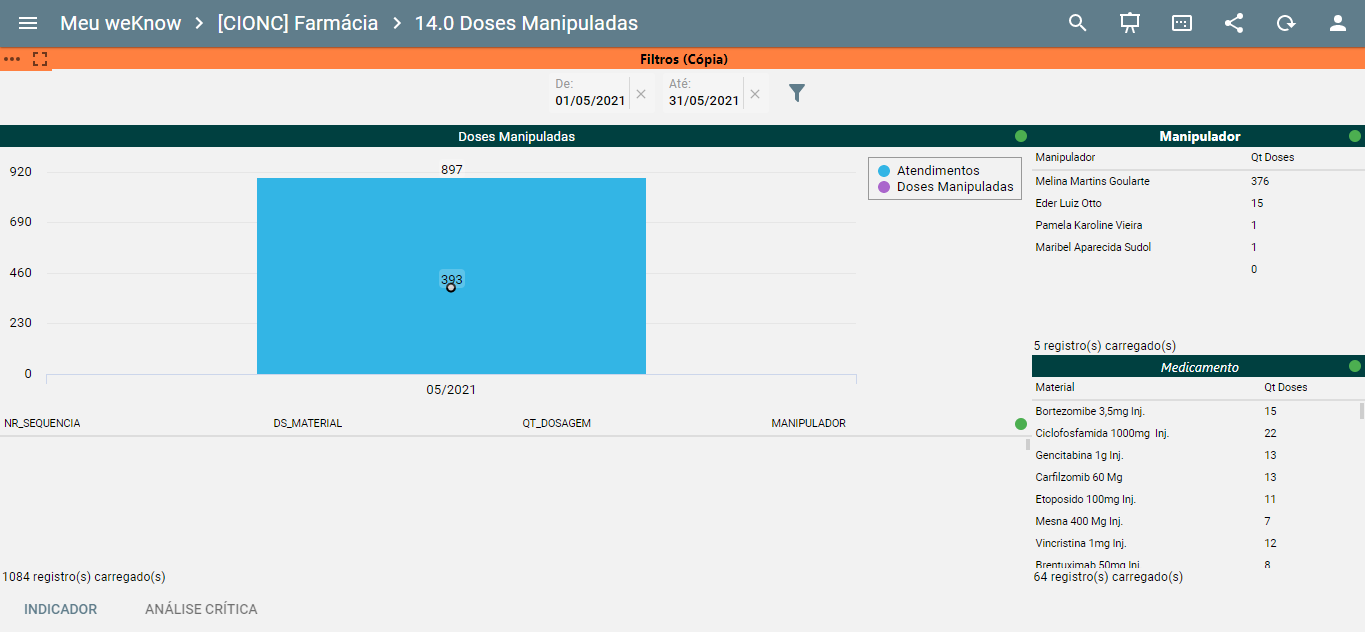 Meu weKnow > [CIONC] Farmácia > 14.0 Doses Manipuladas
Filtros (Cópia)
De:
01/05/2021
Até:
31/05/2021
Doses Manipuladas
920
690
460
230
0
897
393
05/2021
Atendimentos
Doses Manipuladas
NR_SEQUENCIA DS_MATERIAL QT_DOSAGEM MANIPULADOR
1084 registro(s) carregado(s)
Manipulador
Manipulador Qt Doses
Melina Martins Goularte 376
Eder Luiz Otto 15
Pamela Karoline Vieira 1
Maribel Aparecida Sudol 1
0
5 registro(s) carregado(s)
Medicamento
Material Qt Doses
Bortezomibe 3,5mg Inj. 15
Ciclofosfamida 1000mg Inj. 22
Gencitabina 1g Inj. 13
Carfilzomib 60 Mg 13
Etoposido 100mg Inj. 11
Mesna 400 Mg Inj. 7
Vincristina 1mg Inj. 12
Brentuximab 50mg Inj 8
64 registro(s) carregado(s)
INDICADOR ANÁLISE CRÍTICA